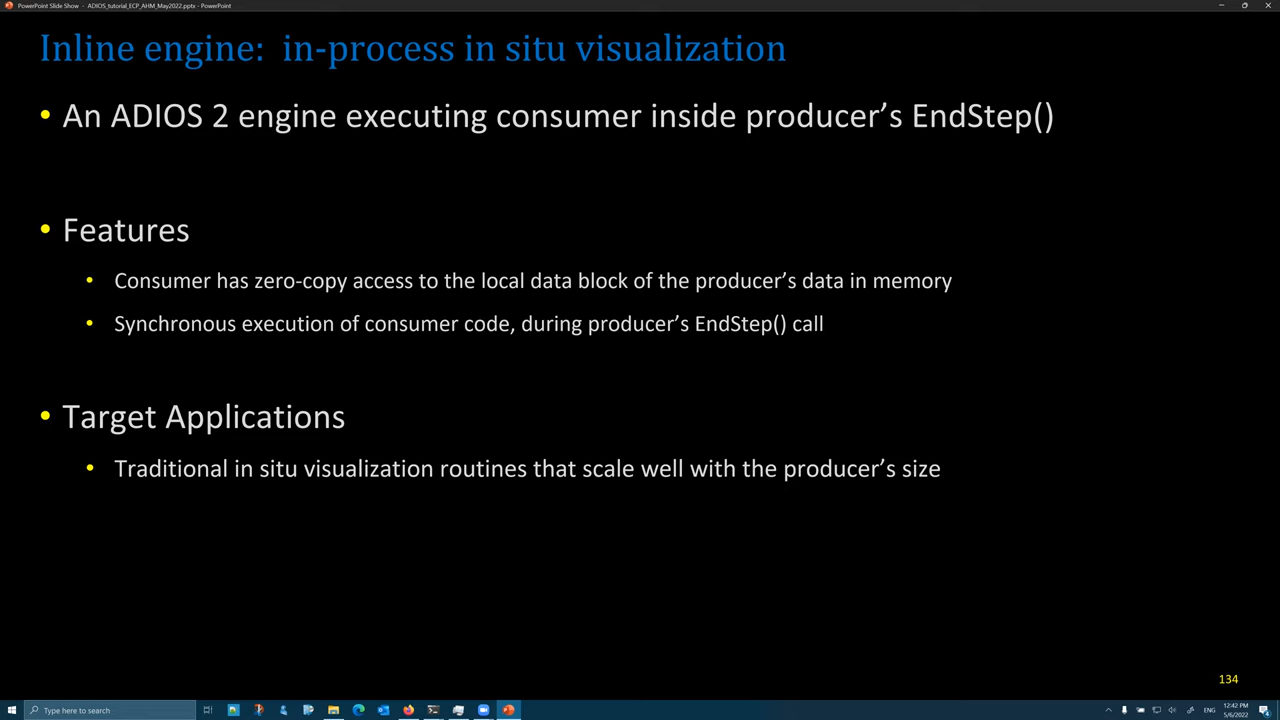 PowerPoint Slide Show - ADIOS_tutorial_ECP_AHM_May2022.pptx - PowerPoint
Inline engine:  in-process in situ visualization
• An ADIOS 2 engine executing consumer inside producer’s EndStep()
• Features
• Consumer has zero-copy access to the local data block of the producer’s data in memory
• Synchronous execution of consumer code, during producer’s EndStep() call
• Target Applications
• Traditional in situ visualization routines that scale well with the producer’s size
134
Type here to search
ENG
12:42 PM
5/6/2022